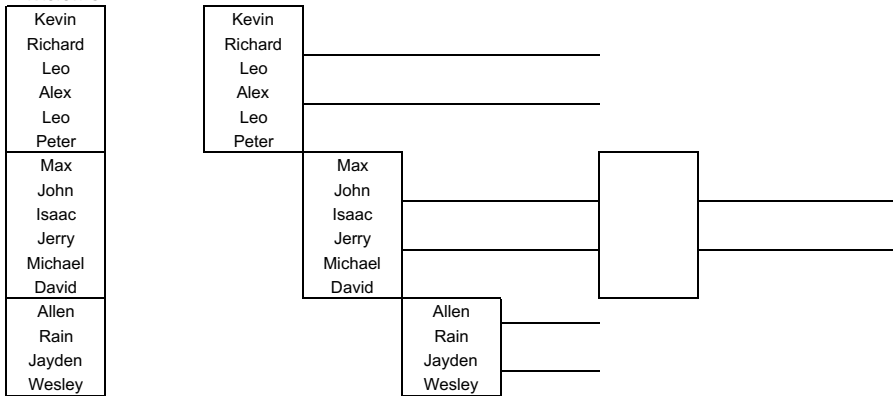 Kevin
Richard
Leo
Alex
Leo
Peter
Max
John
Isaac
Jerry
Michael
David
Allen
Rain
Jayden
Wesley
Kevin
Richard
Leo
Alex
Leo
Peter
Max
John
Isaac
Jerry
Michael
David
Allen
Rain
Jayden
Wesley